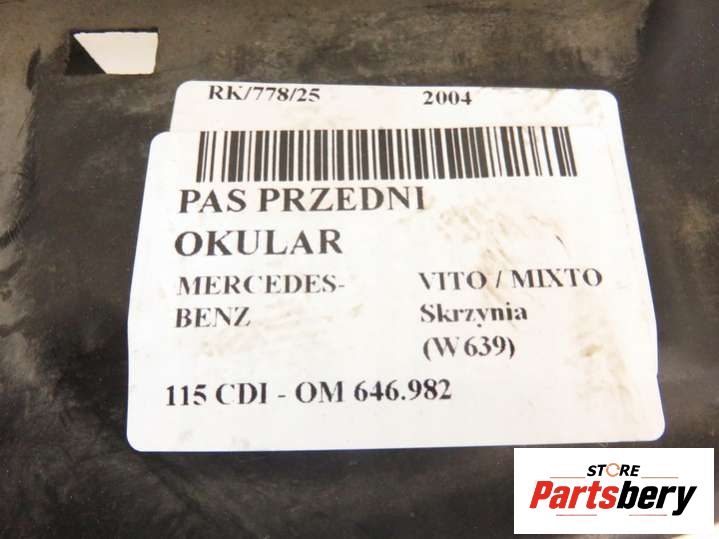 RK/778/25 2004
PAS PRZEDNI
OKULAR
MERCEDES- VITO / MIXTO
BENZ Skrzynia
(W639)
115 CDI - OM 646.982
STORE
Partsbery